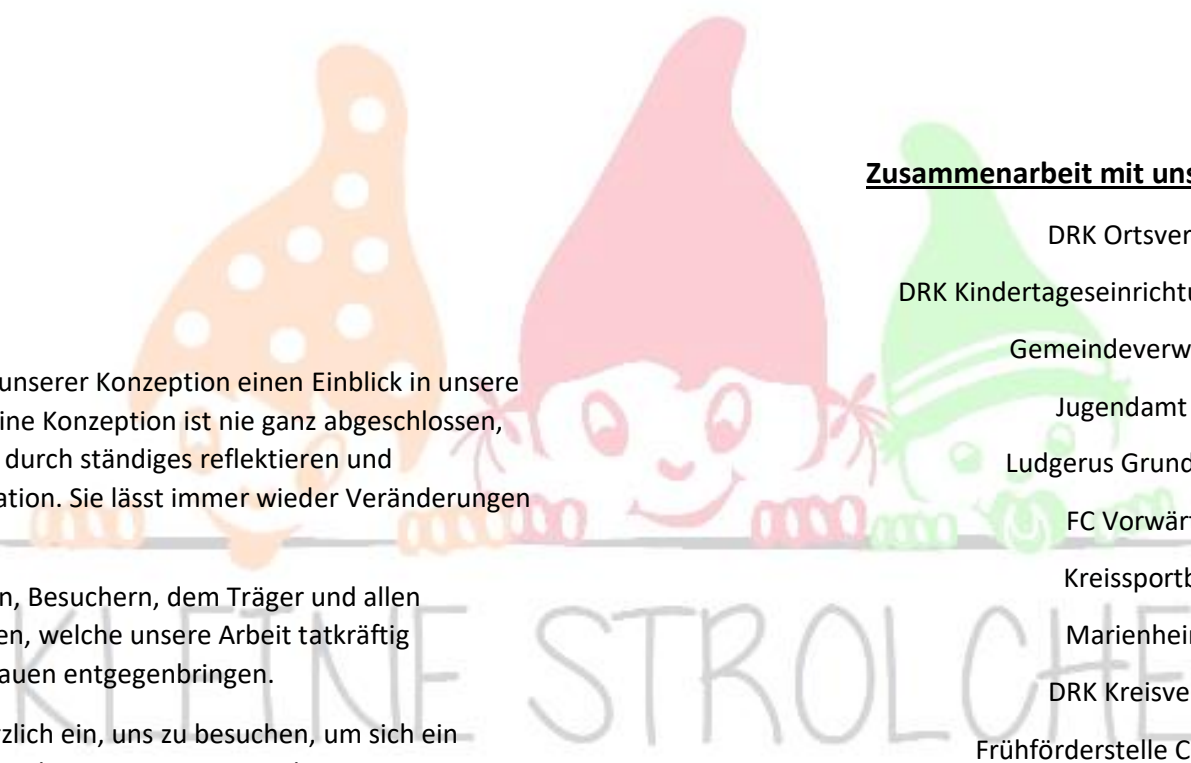 unserer Konzeption einen Einblick in unsere
ine Konzeption ist nie ganz abgeschlossen,
durch ständiges reflektieren und
ation. Sie lässt immer wieder Veränderungen
n, Besuchern, dem Träger und allen
en, welche unsere Arbeit tatkräftig
auen entgegenbringen.
zlich ein, uns zu besuchen, um sich ein
Zusammenarbeit mit uns
DRK Ortsver
DRK Kindertageseinricht
Gemeindeverw
Jugendamt
Ludgerus Grund
FC Vorwär
Kreissport
Marienhei
DRK Kreisve
Frühförderstelle C
KLEINE STROLCHE